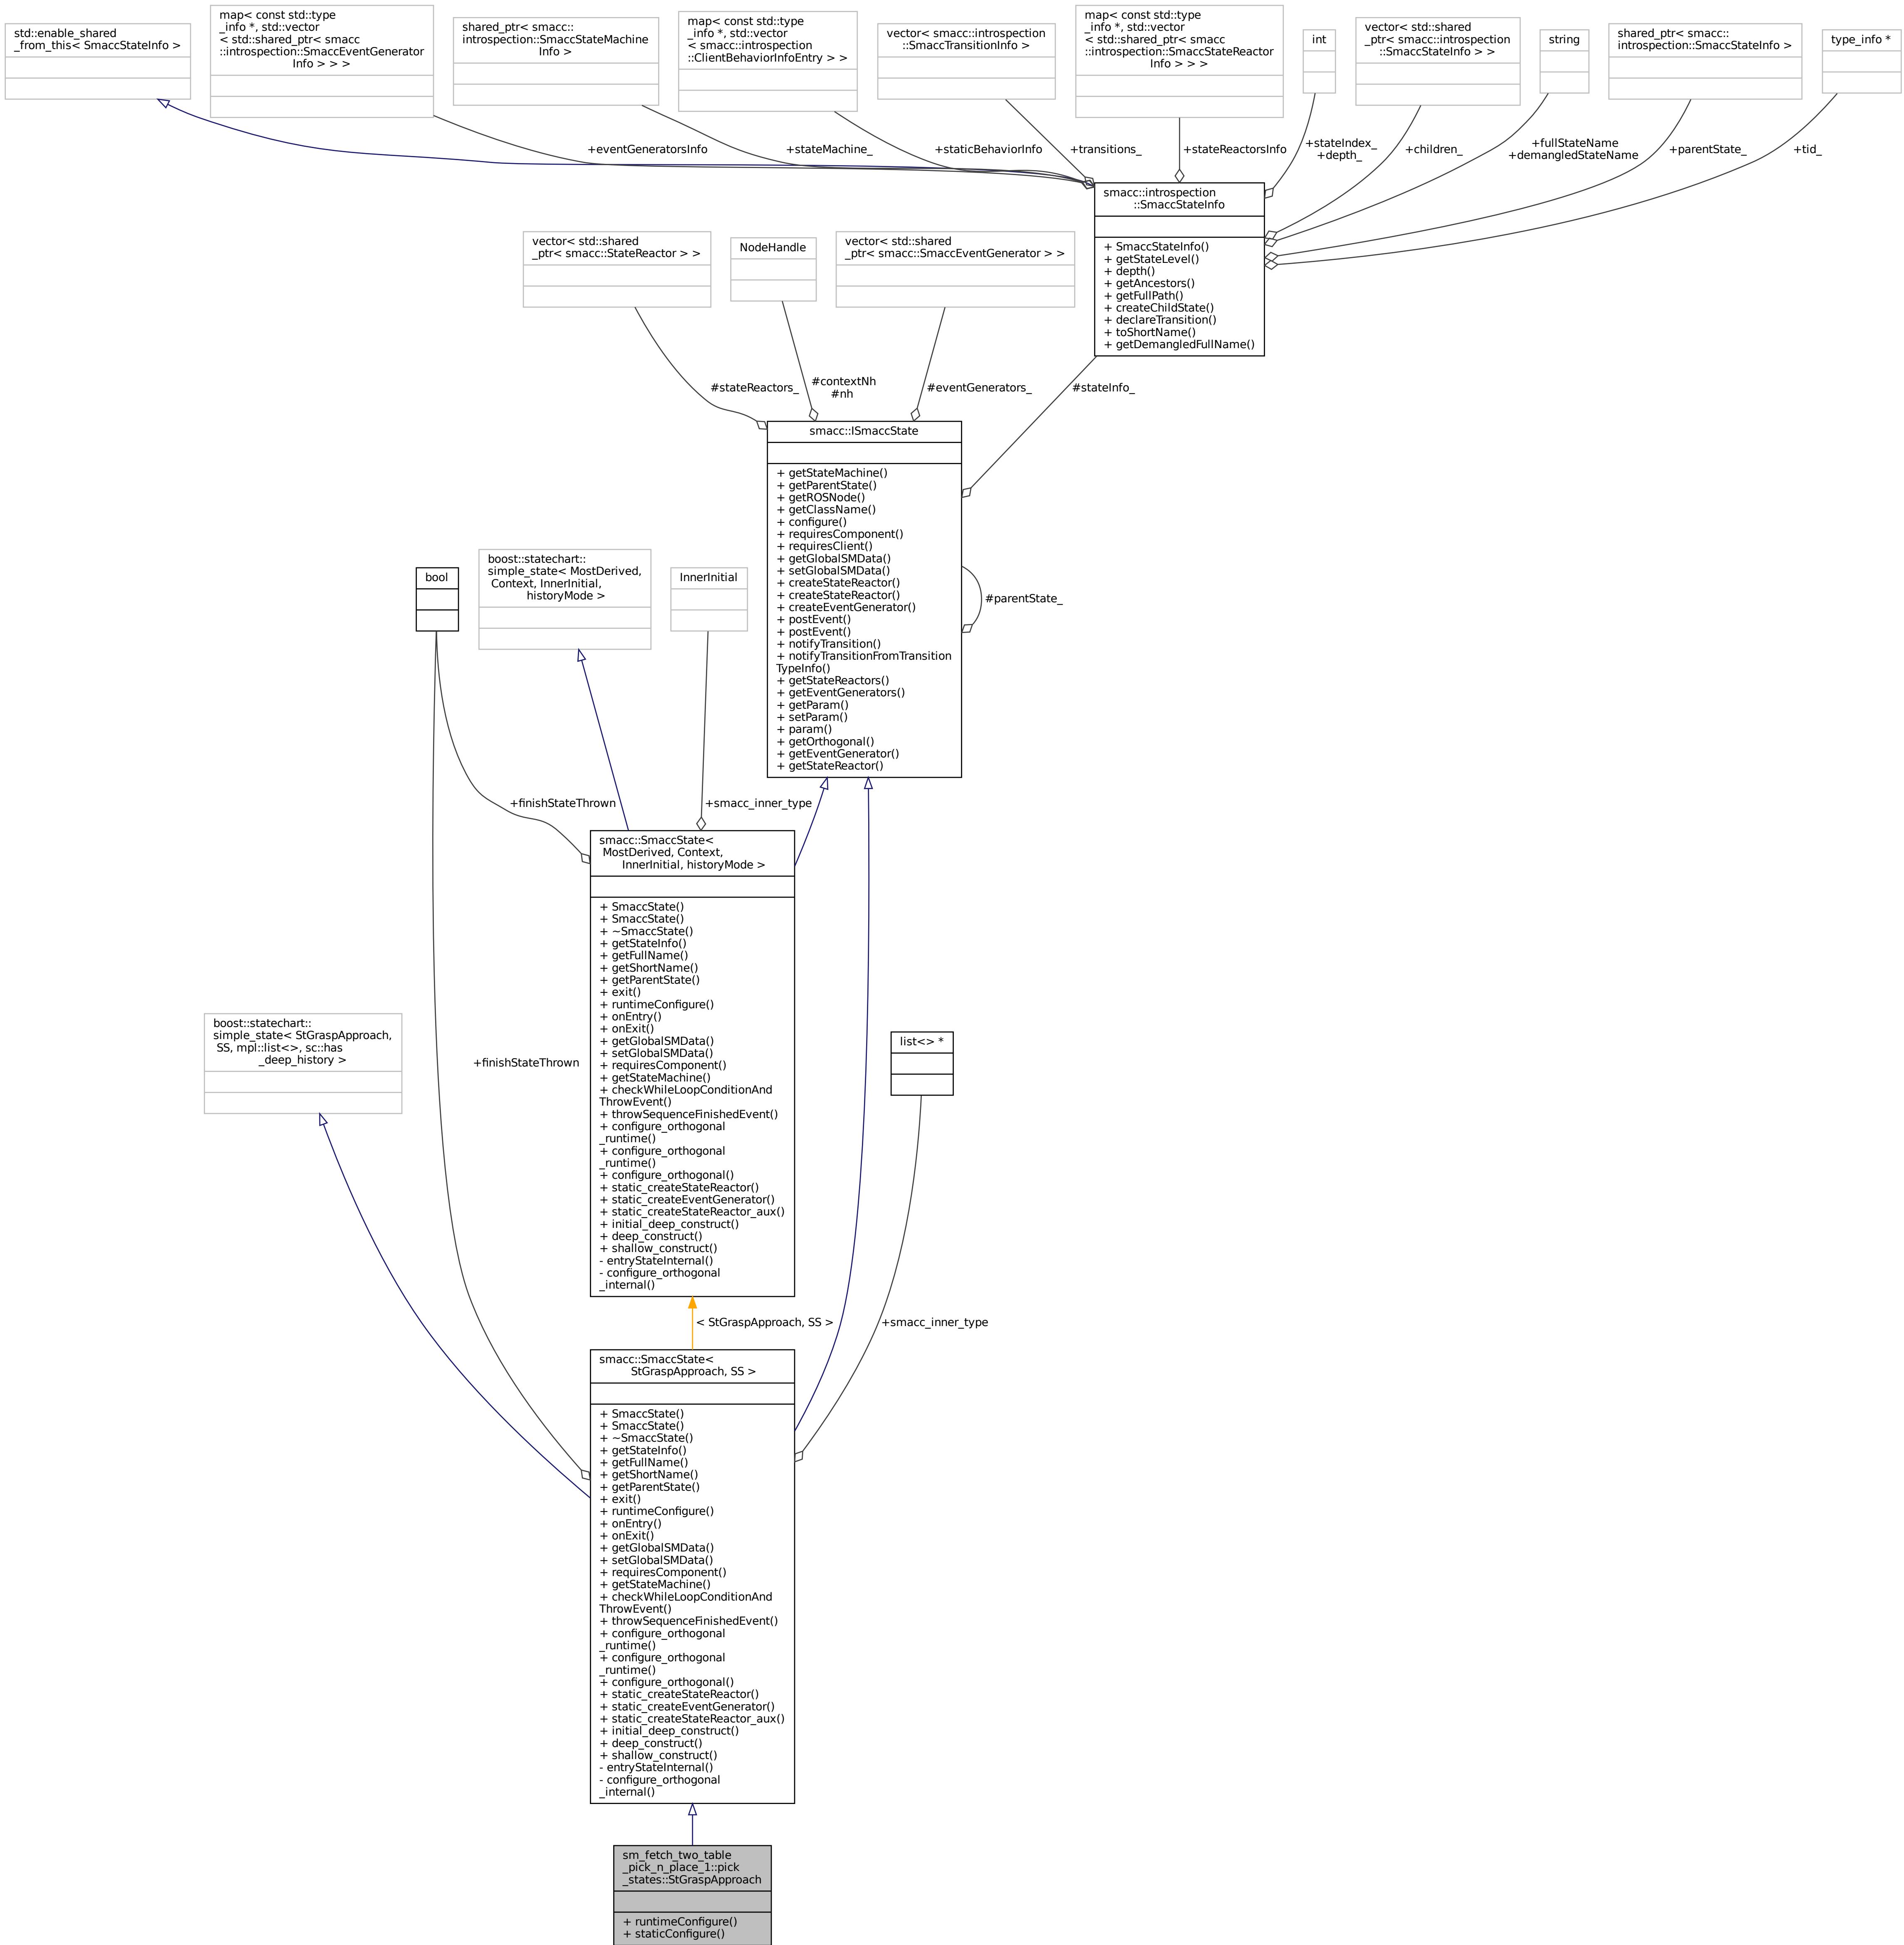 std::enable_shared
_from_this< SmaccStateInfo >
map< const std::type
_info *, std::vector
< std::shared_ptr< smacc
::introspection::SmaccEventGenerator
Info > > >
shared_ptr< smacc::
introspection::SmaccStateMachine
Info >
map< const std::type
_info *, std::vector
< smacc::introspection
::ClientBehaviorInfoEntry > >
vector< smacc::introspection
::SmaccTransitionInfo >
map< const std::type
_info *, std::vector
< std::shared_ptr< smacc
::introspection::SmaccStateReactor
Info > > >
int
vector< std::shared
_ptr< smacc::introspection
::SmaccStateInfo > >
string
shared_ptr< smacc::
introspection::SmaccStateInfo >
type_info *
+eventGeneratorsInfo
+stateMachine_
+staticBehaviorInfo
+transitions_
+stateReactorsInfo
+stateIndex_
+depth_
+children_
+fullStateName
+demangledStateName
+parentState_
+tid_
smacc::introspection
::SmaccStateInfo
+ SmaccStateInfo()
+ getStateLevel()
+ depth()
+ getAncestors()
+ getFullPath()
+ createChildState()
+ declareTransition()
+ toShortName()
+ getDemangledFullName()
vector< std::shared
_ptr< smacc::StateReactor > >
NodeHandle
vector< std::shared
_ptr< smacc::SmaccEventGenerator > >
#stateReactors_
#contextNh
#nh
#eventGenerators_
#stateInfo_
smacc::ISmaccState
+ getStateMachine()
+ getParentState()
+ getROSNode()
+ getClassName()
+ configure()
+ requiresComponent()
+ requiresClient()
+ getGlobalSMData()
+ setGlobalSMData()
+ createStateReactor()
+ createStateReactor()
+ createEventGenerator()
+ postEvent()
+ postEvent()
+ notifyTransition()
+ notifyTransitionFromTransition
TypeInfo()
+ getStateReactors()
+ getEventGenerators()
+ getParam()
+ setParam()
+ param()
+ getOrthogonal()
+ getEventGenerator()
+ getStateReactor()
#parentState_
bool
boost::statechart::
simple_state< MostDerived,
Context, InnerInitial,
historyMode >
InnerInitial
+finishStateThrown
+smacc_inner_type
smacc::SmaccState<
MostDerived, Context,
InnerInitial, historyMode >
+ SmaccState()
+ SmaccState()
+ ~SmaccState()
+ getStateInfo()
+ getFullName()
+ getShortName()
+ getParentState()
+ exit()
+ runtimeConfigure()
+ onEntry()
+ onExit()
+ getGlobalSMData()
+ setGlobalSMData()
+ requiresComponent()
+ getStateMachine()
+ checkWhileLoopConditionAnd
ThrowEvent()
+ throwSequenceFinishedEvent()
+ configure_orthogonal
_runtime()
+ configure_orthogonal
_runtime()
+ configure_orthogonal()
+ static_createStateReactor()
+ static_createEventGenerator()
+ static_createStateReactor_aux()
+ initial_deep_construct()
+ deep_construct()
+ shallow_construct()
- entryStateInternal()
- configure_orthogonal
_internal()
boost::statechart::
simple_state< StGraspApproach,
SS, mpl::list<>, sc::has
_deep_history >
+finishStateThrown
list<> *
< StGraspApproach, SS >
+smacc_inner_type
smacc::SmaccState<
StGraspApproach, SS >
+ SmaccState()
+ SmaccState()
+ ~SmaccState()
+ getStateInfo()
+ getFullName()
+ getShortName()
+ getParentState()
+ exit()
+ runtimeConfigure()
+ onEntry()
+ onExit()
+ getGlobalSMData()
+ setGlobalSMData()
+ requiresComponent()
+ getStateMachine()
+ checkWhileLoopConditionAnd
ThrowEvent()
+ throwSequenceFinishedEvent()
+ configure_orthogonal
_runtime()
+ configure_orthogonal
_runtime()
+ configure_orthogonal()
+ static_createStateReactor()
+ static_createEventGenerator()
+ static_createStateReactor_aux()
+ initial_deep_construct()
+ deep_construct()
+ shallow_construct()
- entryStateInternal()
- configure_orthogonal
_internal()
sm_fetch_two_table
_pick_n_place_1::pick
_states::StGraspApproach
+ runtimeConfigure()
+ staticConfigure()